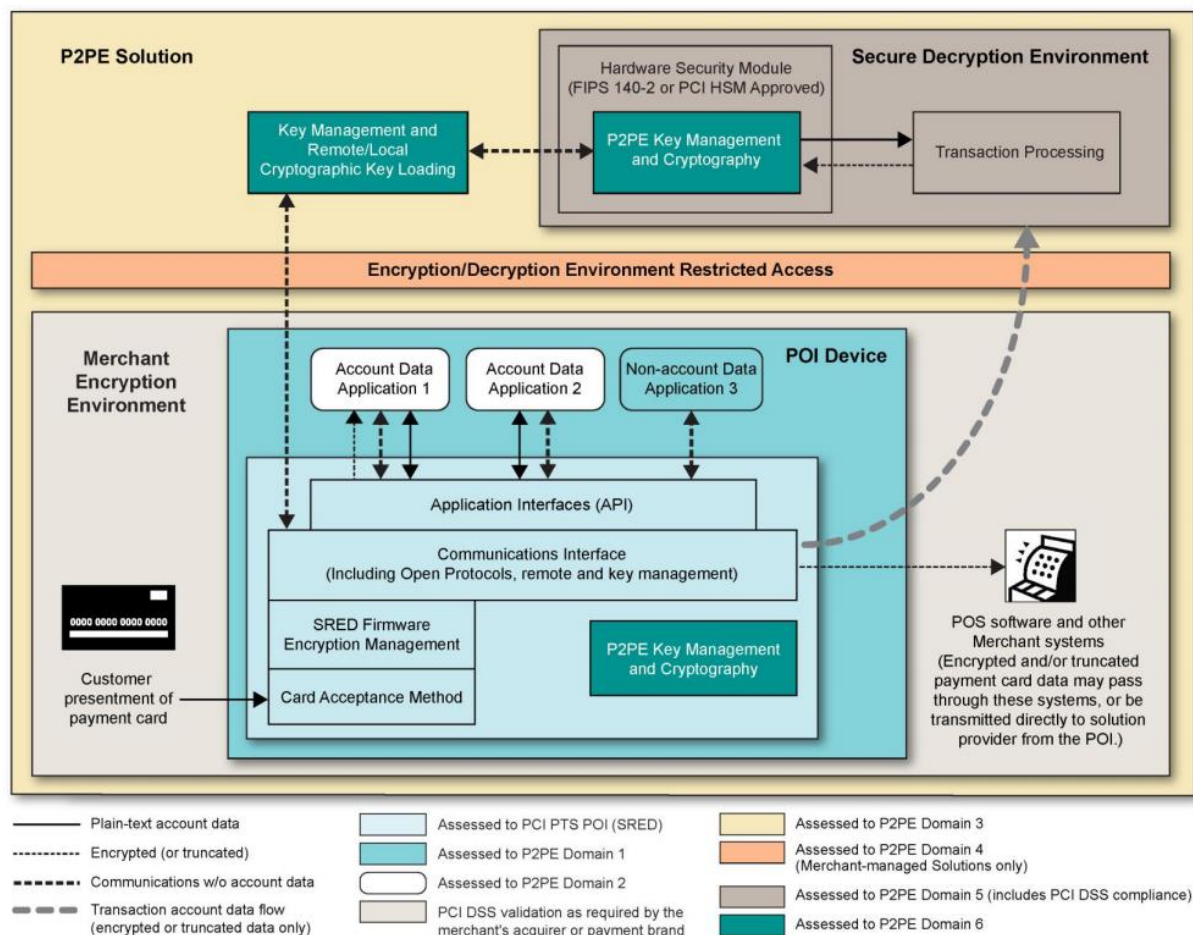 P2PE Solution
Secure Decryption Environment
Hardware Security Module
(FIPS 140-2 or PCI HSM Approved)
Key Management and
Remote/Local
Cryptographic Key Loading
P2PE Key Management
and Cryptography
Transaction Processing
Encryption/Decryption Environment Restricted Access
Merchant
Encryption
Environment
POI Device
Account Data
Application 1
Account Data
Application 2
Non-account Data
Application 3
Application Interfaces (API)
Communications Interface
(Including Open Protocols, remote and key management)
SRED Firmware
Encryption Management
Card Acceptance Method
P2PE Key Management
and Cryptography
0000 0000 0000 0000
Customer
presentment of
payment card
POS software and other
Merchant systems
(Encrypted and/or truncated
payment card data may pass
through these systems, or be
transmitted directly to solution
provider from the POI.)
Plain-text account data
Encrypted (or truncated)
Communications w/o account data
Transaction account data flow
(encrypted or truncated data only)
Assessed to PCI PTS POI (SRED)
Assessed to P2PE Domain 1
Assessed to P2PE Domain 2
PCI DSS validation as required by the
merchant's acquirer or payment brand
Assessed to P2PE Domain 3
Assessed to P2PE Domain 4
(Merchant-managed Solutions only)
Assessed to P2PE Domain 5 (includes PCI DSS compliance)
Assessed to P2PE Domain 6